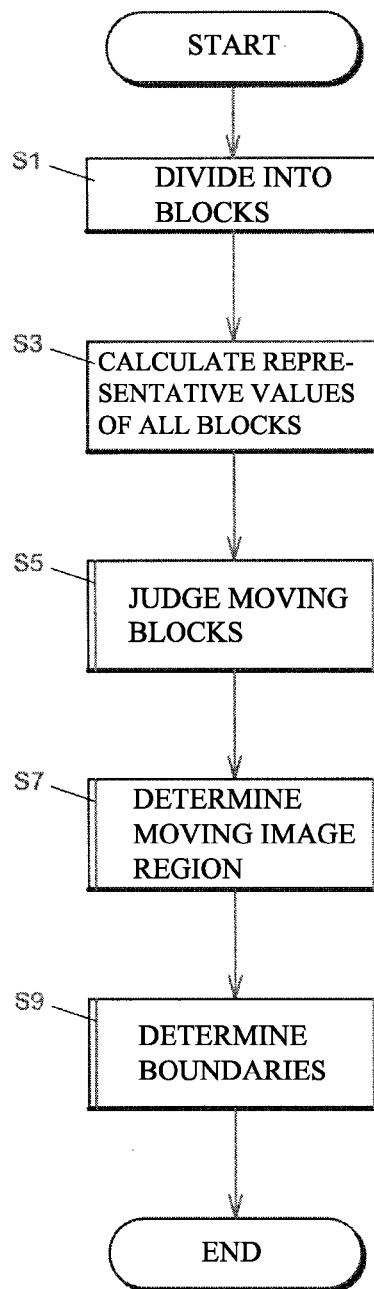 START
S1
DIVIDE INTO
BLOCKS
S3
CALCULATE REPRE-
SENTATIVE VALUES
OF ALL BLOCKS
S5
JUDGE MOVING
BLOCKS
S7
DETERMINE
MOVING IMAGE
REGION
S9
DETERMINE
BOUNDARIES
END